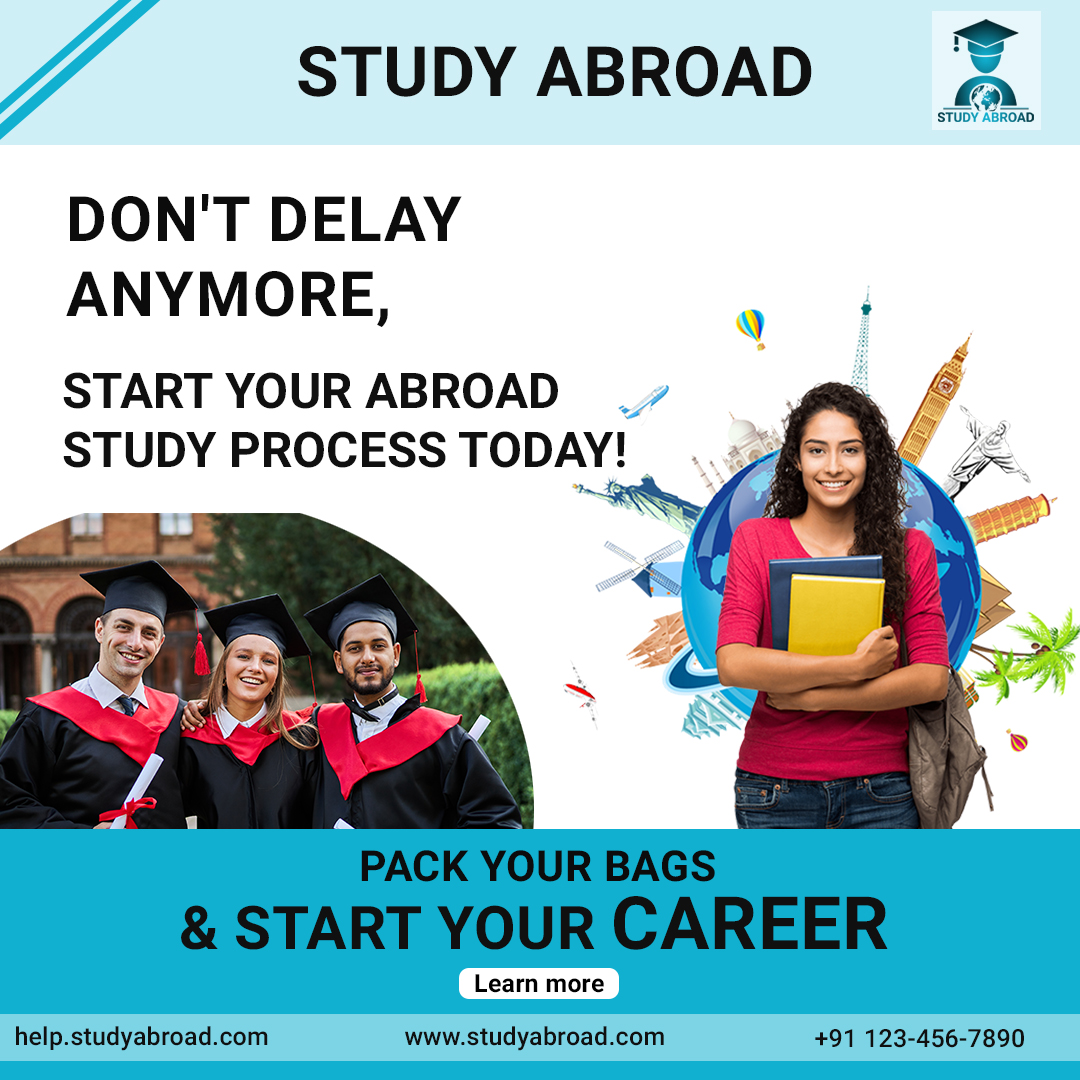 STUDY ABROAD
STUDY ABROAD
DON'T DELAY
ANYMORE,
START YOUR ABROAD
STUDY PROCESS TODAY!
PACK YOUR BAGS
& START YOUR CAREER
Learn more
help.studyabroad.com
www.studyabroad.com
+91 123-456-7890